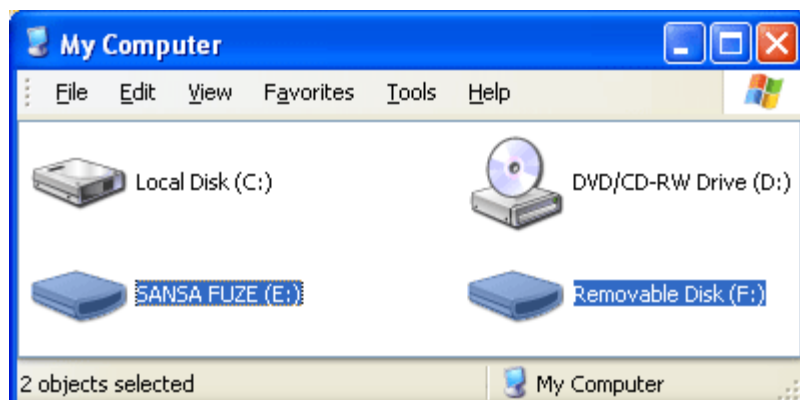 My Computer
File Edit View Favorites Tools Help
Local Disk (C:) DVD/CD-RW Drive (D:)
SANSA FUZE (E:) Removable Disk (F:)
2 objects selected My Computer